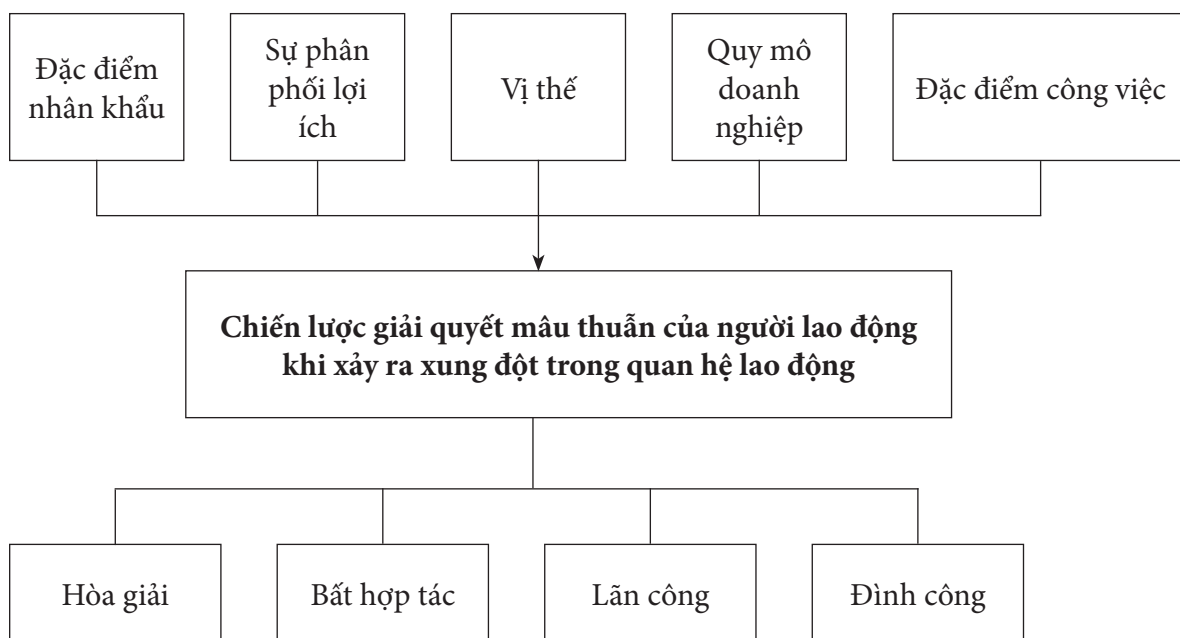 Đặc điểm
nhân khẩu
Sự phân
phối lợi
ích
Vị thế
Quy mô
doanh
nghiệp
Đặc điểm công việc
Chiến lược giải quyết mâu thuẫn của người lao động
khi xảy ra xung đột trong quan hệ lao động
Hòa giải
Bất hợp tác
Lãn công
Đình công